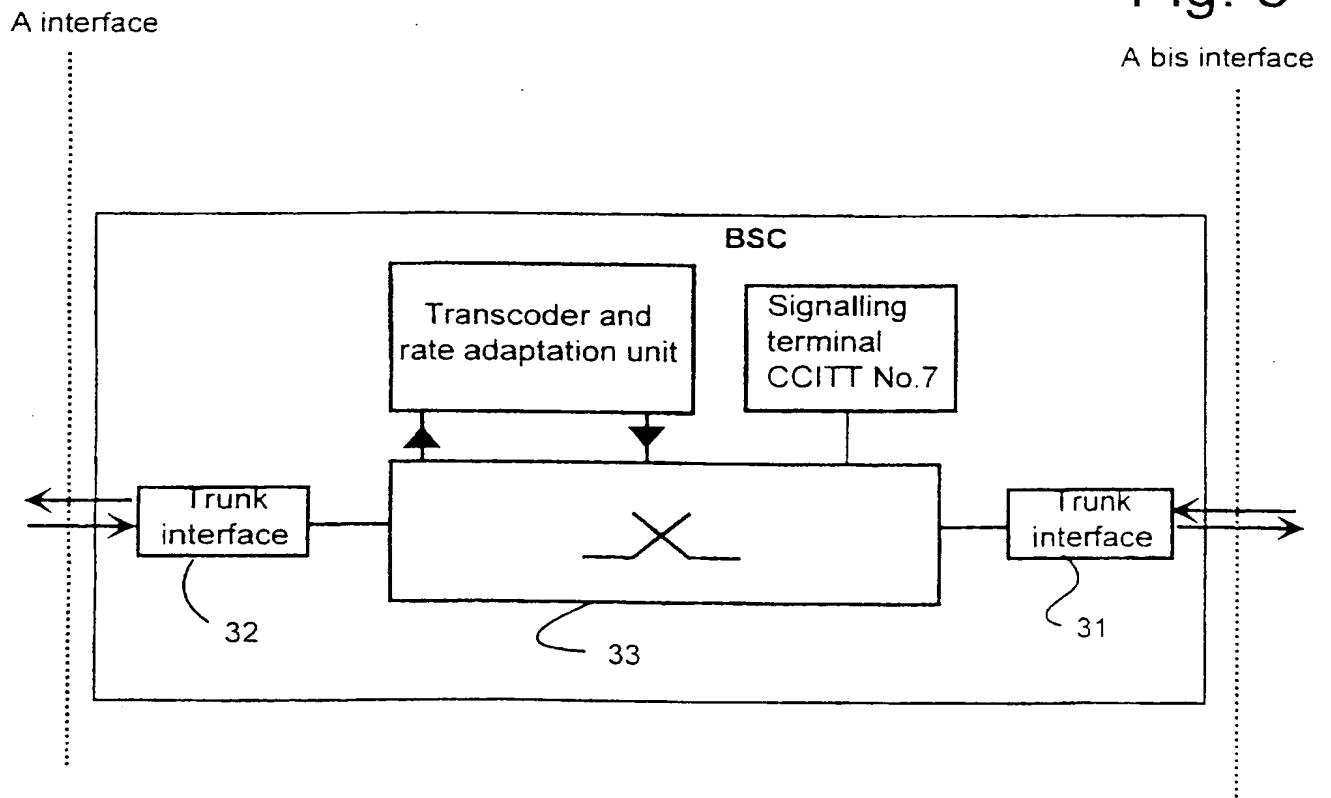 A interface
A bis interface
BSC
Transcoder and
rate adaptation unit
Signalling
terminal
CCITT No.7
Trunk
interface
Trunk
interface
32
33
31